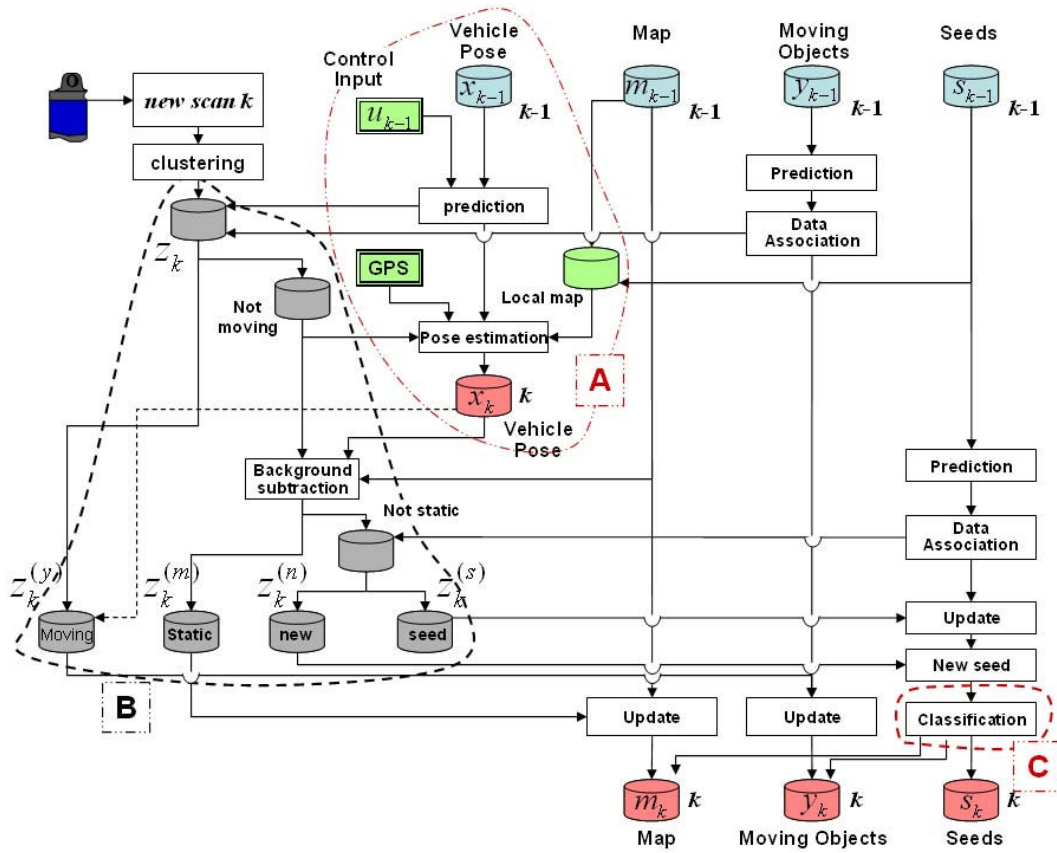 Vehicle
Pose
Map
Moving
Objects
Seeds
Control
Input
x_{k-1}
k-1
m_{k-1}
k-1
y_{k-1}
k-1
s_{k-1}
k-1
new scan k
u_{k-1}
clustering
Prediction
prediction
Data
Association
z_k
GPS
Local map
Not
moving
Pose estimation
A
x_k
k
Vehicle
Pose
Background
subtraction
Prediction
Not static
Data
Association
z_k^{(y)}
z_k^{(m)}
z_k^{(n)}
z_k^{(s)}
Moving
Static
new
seed
Update
New seed
B
Update
Update
Classification
C
m_k
k
y_k
k
s_k
k
Map
Moving Objects
Seeds